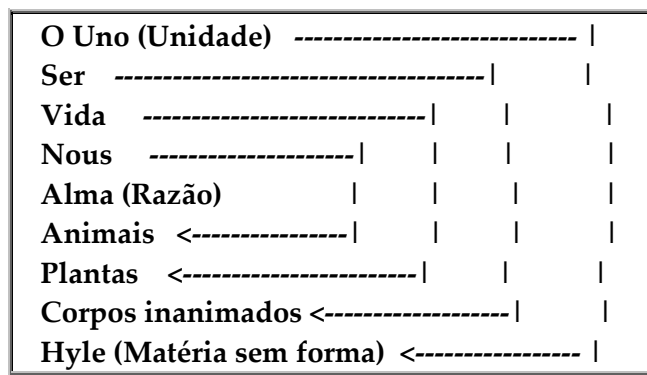 O Uno (Unidade) ----------------------------- |
Ser -------------------------------------- | |
Vida ----------------------------- | | |
Nous --------------------- | | | |
Alma (Razão) | | | |
Animais <---------------- | | | |
Plantas <------------------------ | | |
Corpos inanimados <------------------- | |
Hyle (Matéria sem forma) <----------------- |